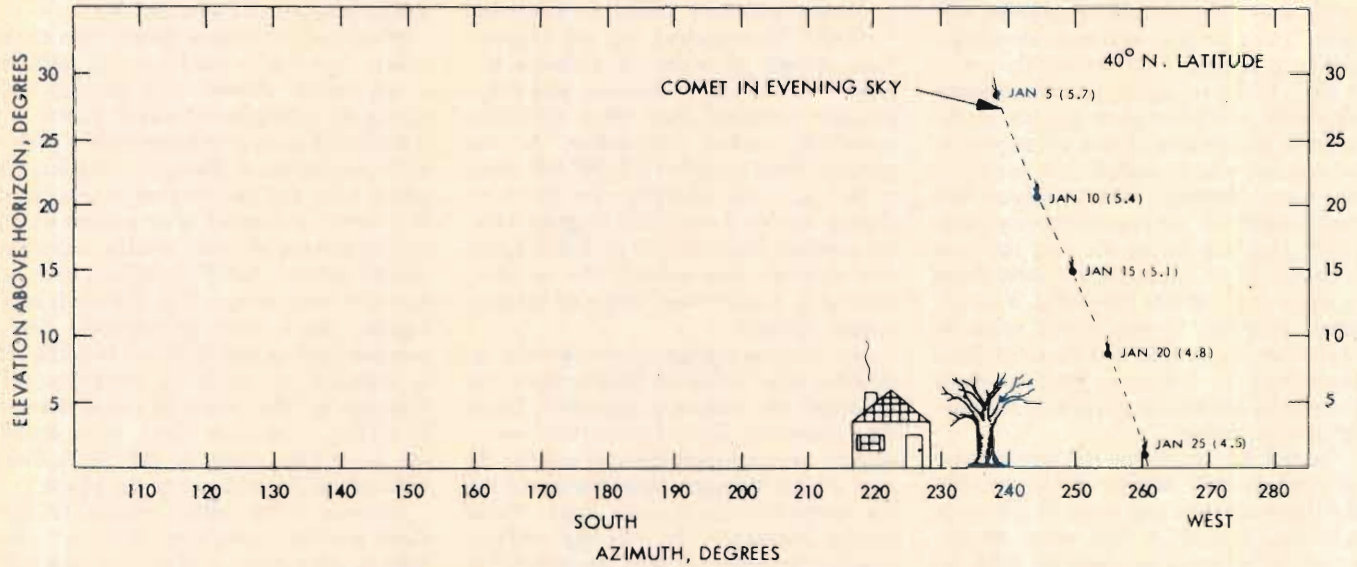 40° N. LATITUDE
ELEVATION ABOVE HORIZON, DEGREES
30
25
20
15
10
5
COMET IN EVENING SKY
JAN 5 (5.7)
JAN 10 (5.4)
JAN 15 (5.1)
JAN 20 (4.8)
JAN 25 (4.5)
30
25
20
15
10
5
110 120 130 140 150 160 170 180 190 200 210 220 230 240 250 260 270 280
SOUTH WEST
AZIMUTH, DEGREES